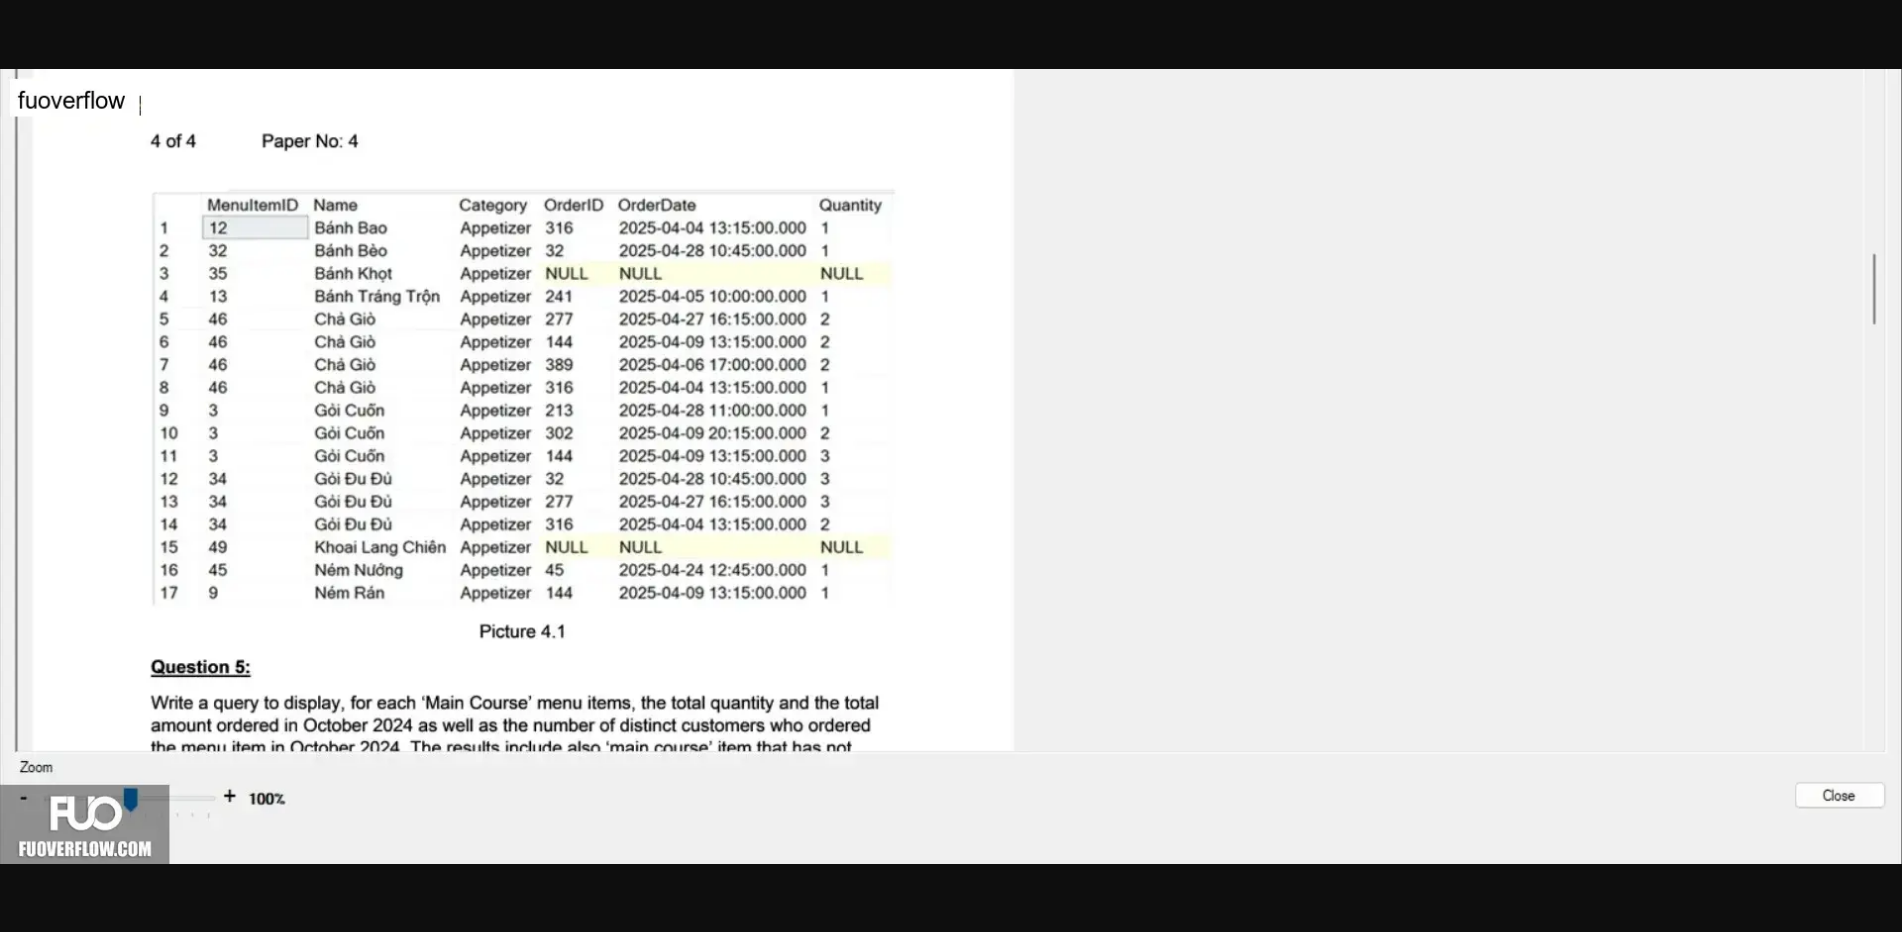 fuoverflow
4 of 4 Paper No: 4
MenuItemID Name Category OrderID OrderDate Quantity
1 12 Bánh Bao Appetizer 316 2025-04-04 13:15:00.000 1
2 32 Bánh Bèo Appetizer 32 2025-04-28 10:45:00.000 1
3 35 Bánh Khọt Appetizer NULL NULL NULL
4 13 Bánh Tráng Trộn Appetizer 241 2025-04-05 10:00:00.000 1
5 46 Chả Giò Appetizer 277 2025-04-27 16:15:00.000 2
6 46 Chả Giò Appetizer 144 2025-04-09 13:15:00.000 2
7 46 Chả Giò Appetizer 389 2025-04-06 17:00:00.000 2
8 46 Chả Giò Appetizer 316 2025-04-04 13:15:00.000 1
9 3 Gỏi Cuốn Appetizer 213 2025-04-28 11:00:00.000 1
10 3 Gỏi Cuốn Appetizer 302 2025-04-09 20:15:00.000 2
11 3 Gỏi Cuốn Appetizer 144 2025-04-09 13:15:00.000 3
12 34 Gỏi Đu Đủ Appetizer 32 2025-04-28 10:45:00.000 3
13 34 Gỏi Đu Đủ Appetizer 277 2025-04-27 16:15:00.000 3
14 34 Gỏi Đu Đủ Appetizer 316 2025-04-04 13:15:00.000 2
15 49 Khoai Lang Chiên Appetizer NULL NULL NULL
16 45 Ném Nướng Appetizer 45 2025-04-24 12:45:00.000 1
17 9 Ném Rán Appetizer 144 2025-04-09 13:15:00.000 1
Picture 4.1
Question 5:
Write a query to display, for each ‘Main Course’ menu items, the total quantity and the total
amount ordered in October 2024 as well as the number of distinct customers who ordered
the menu item in October 2024. The results include also ‘main course’ item that has not
Zoom
- + 100%
Close
FUO
FUOVERFLOW.COM